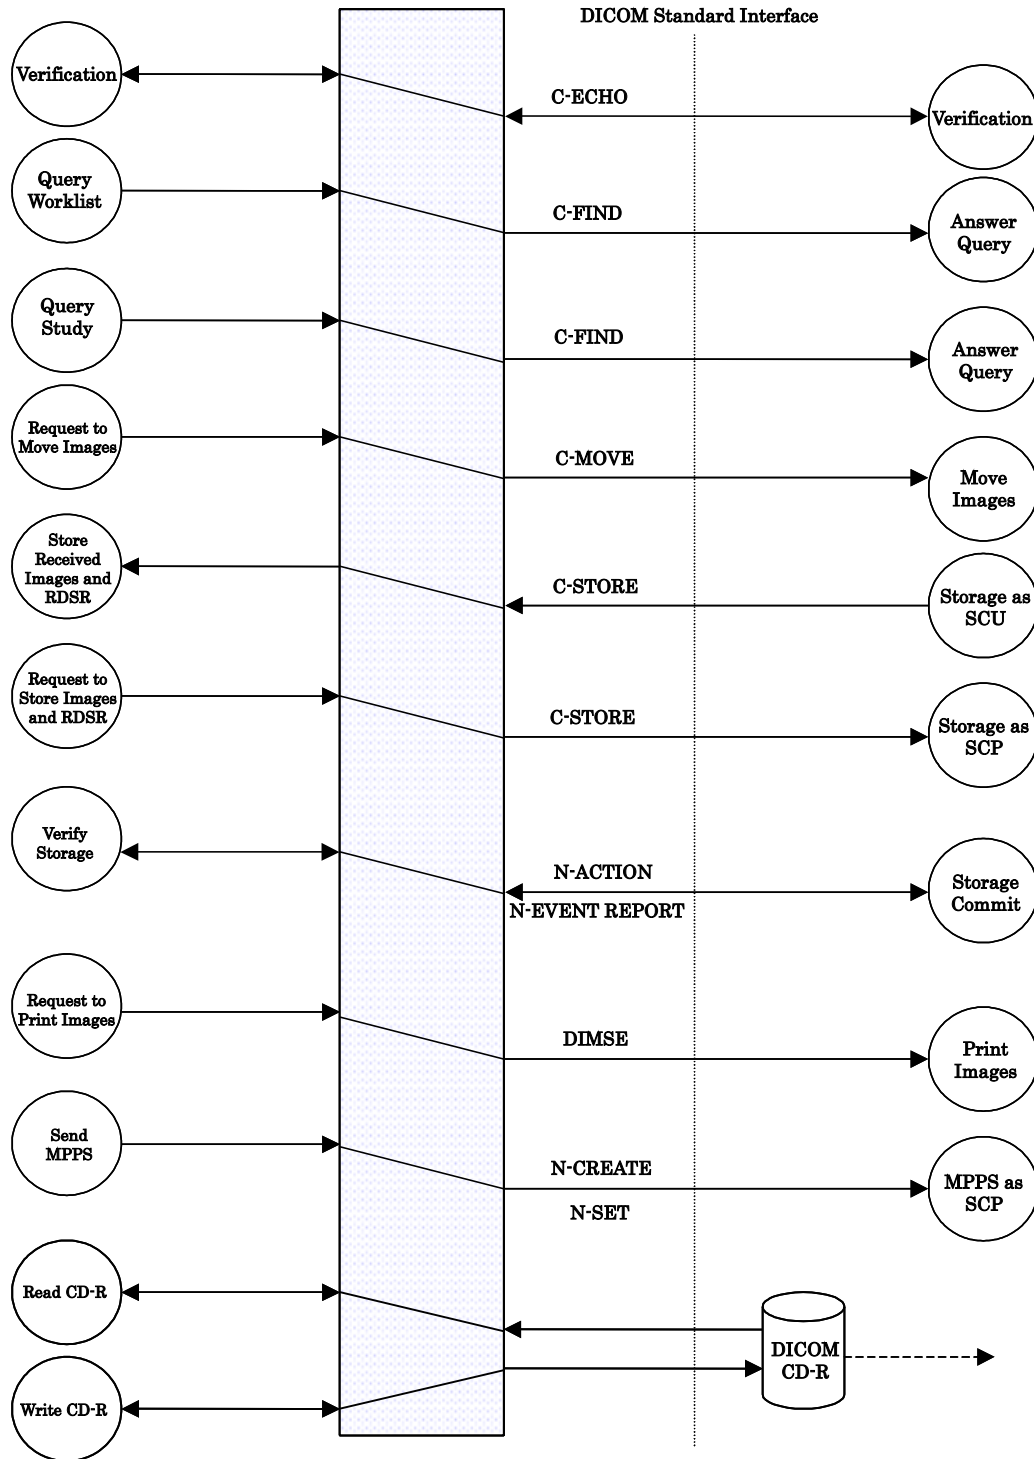 DICOM Standard Interface
Verification
C-ECHO
Verification
Query
Worklist
C-FIND
Answer
Query
Query
Study
C-FIND
Answer
Query
Request to
Move Images
C-MOVE
Move
Images
Store
Received
Images and
RDSR
C-STORE
Storage as
SCU
Request to
Store Images
and RDSR
C-STORE
Storage as
SCP
Verify
Storage
N-ACTION
N-EVENT REPORT
Storage
Commit
Request to
Print Images
DIMSE
Print
Images
Send
MPPS
N-CREATE
N-SET
MPPS as
SCP
Read CD-R
DICOM
CD-R
Write CD-R